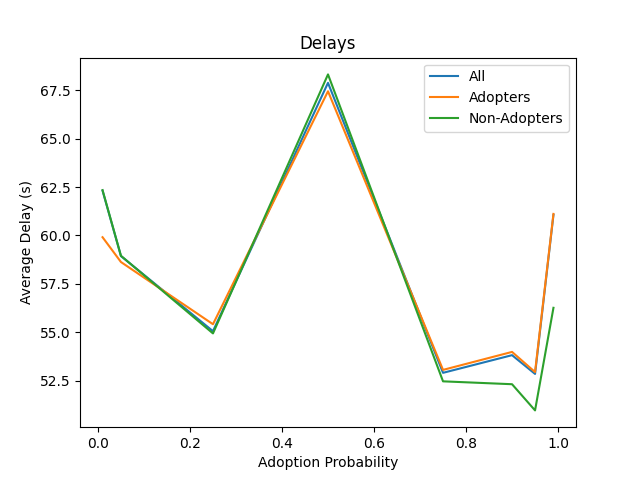 Delays
All
Adopters
Non-Adopters
67.5
65.0
62.5
60.0
57.5
55.0
52.5
Average Delay (s)
0.0 0.2 0.4 0.6 0.8 1.0
Adoption Probability